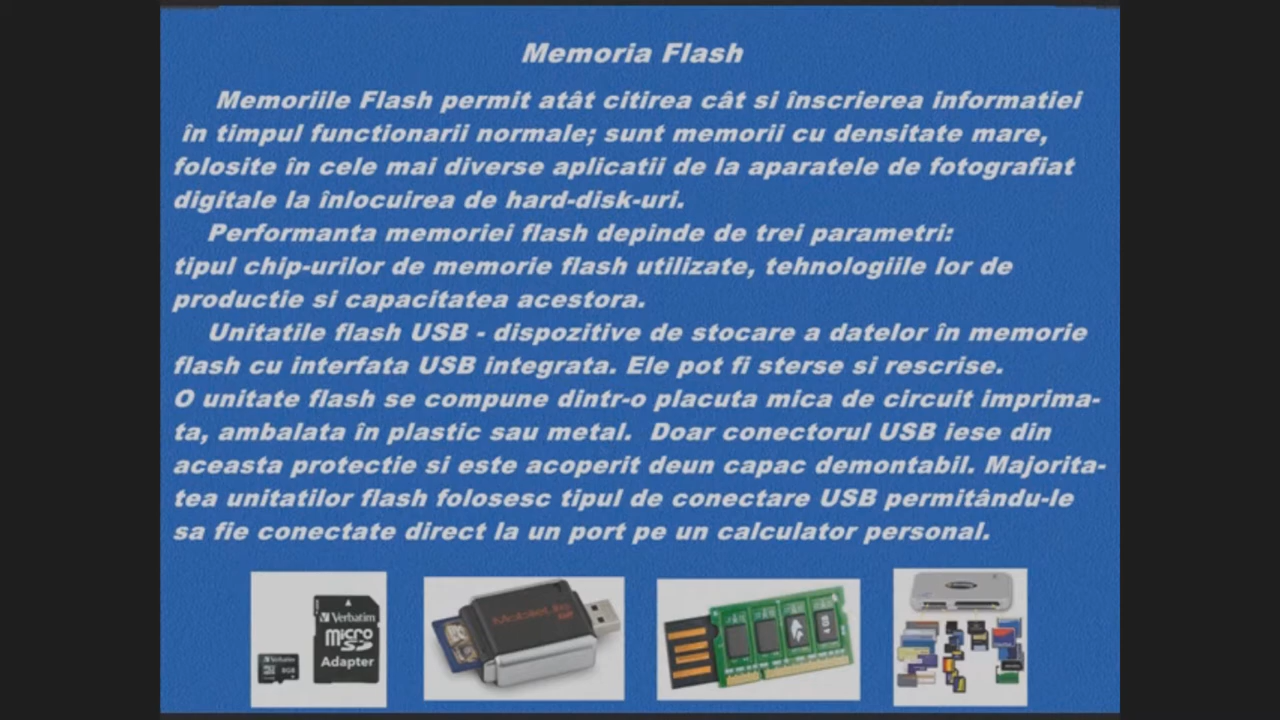 Memoria Flash
Memoriile Flash permit atât citirea cât si înscrierea informatiei
în timpul functionarii normale; sunt memorii cu densitate mare,
folosite în cele mai diverse aplicatii de la aparatele de fotografiat
digitale la înlocuirea de hard-disk-uri.
Performanta memoriei flash depinde de trei parametri:
tipul chip-urilor de memorie flash utilizate, tehnologiile lor de
productie si capacitatea acestora.
Unitatile flash USB - dispozitive de stocare a datelor în memorie
flash cu interfata USB integrata. Ele pot fi sterse si rescrise.
O unitate flash se compune dintr-o placuta mica de circuit imprima-
ta, ambalata în plastic sau metal. Doar conectorul USB iese din
aceasta protectie si este acoperit deun capac demontabil. Majorita-
tea unitatilor flash folosesc tipul de conectare USB permitându-le
sa fie conectate direct la un port pe un calculator personal.
Verbatim
micro
SD
Adapter
Verbatim
8GB
MobileLite
4GB